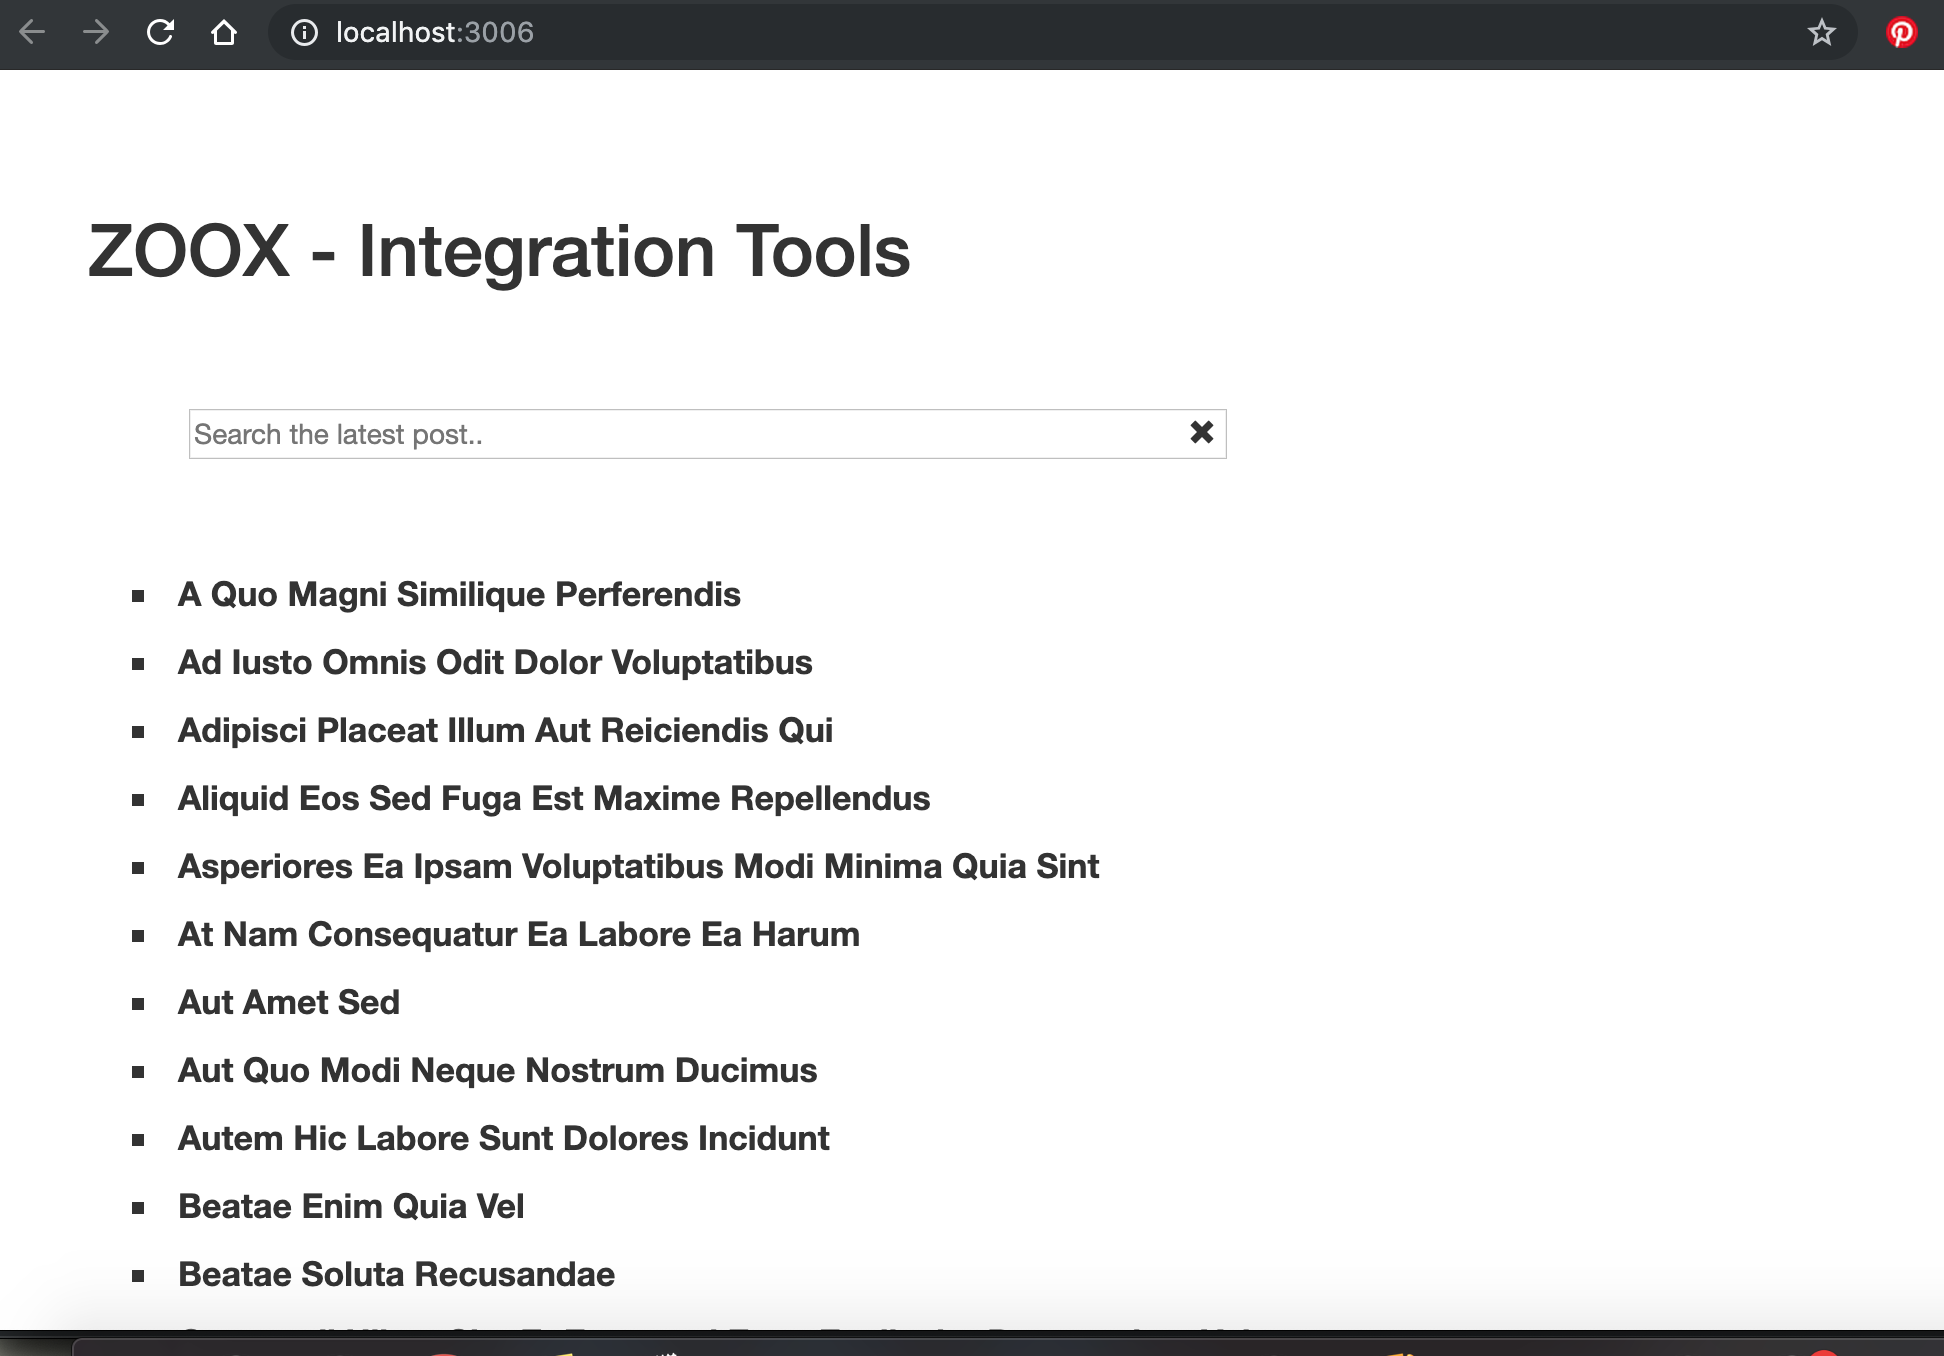 localhost:3006
ZOOX - Integration Tools
Search the latest post..
A Quo Magni Similique Perferendis
Ad Iusto Omnis Odit Dolor Voluptatibus
Adipisci Placeat Illum Aut Reiciendis Qui
Aliquid Eos Sed Fuga Est Maxime Repellendus
Asperiores Ea Ipsam Voluptatibus Modi Minima Quia Sint
At Nam Consequatur Ea Labore Ea Harum
Aut Amet Sed
Aut Quo Modi Neque Nostrum Ducimus
Autem Hic Labore Sunt Dolores Incidunt
Beatae Enim Quia Vel
Beatae Soluta Recusandae